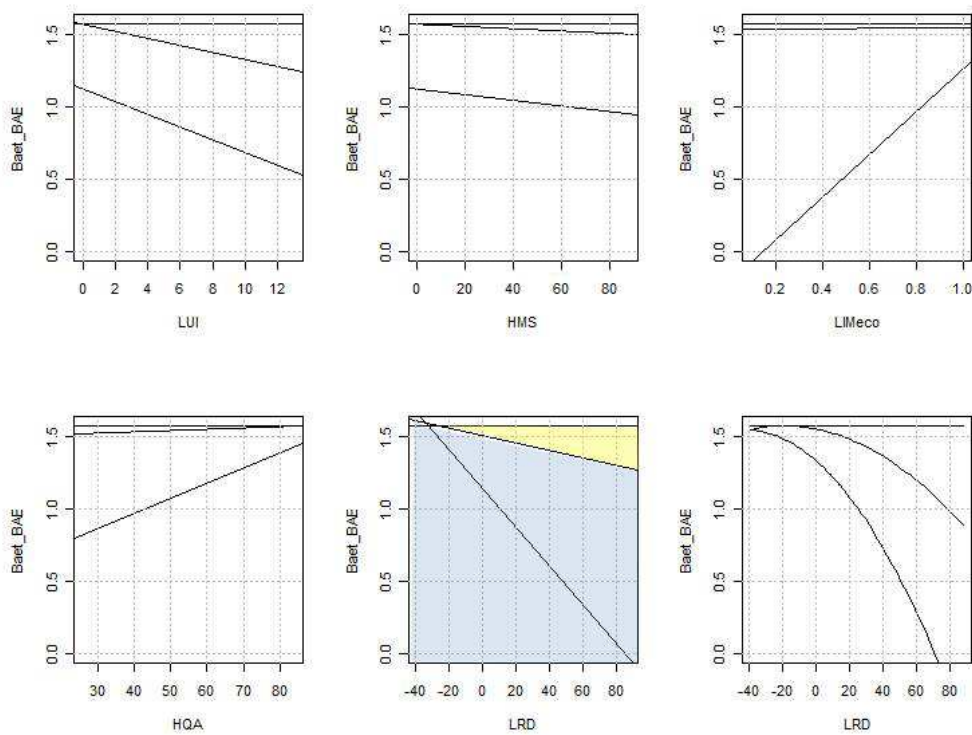 Baet_BAE
0.0 0.5 1.0 1.5
0 2 4 6 8 10 12
LUI
Baet_BAE
0.0 0.5 1.0 1.5
0 20 40 60 80
HMS
Baet_BAE
0.0 0.5 1.0 1.5
0.2 0.4 0.6 0.8 1.0
LIMeco
Baet_BAE
0.0 0.5 1.0 1.5
30 40 50 60 70 80
HQA
Baet_BAE
0.0 0.5 1.0 1.5
-40 -20 0 20 40 60 80
LRD
Baet_BAE
0.0 0.5 1.0 1.5
-40 -20 0 20 40 60 80
LRD